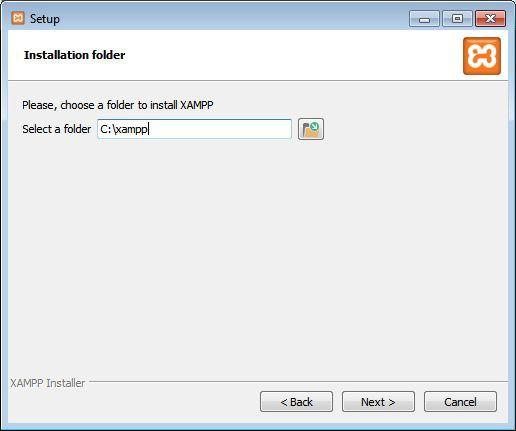 Setup
Installation folder
Please, choose a folder to install XAMPP
Select a folder C:\xampp
XAMPP Installer
< Back Next > Cancel